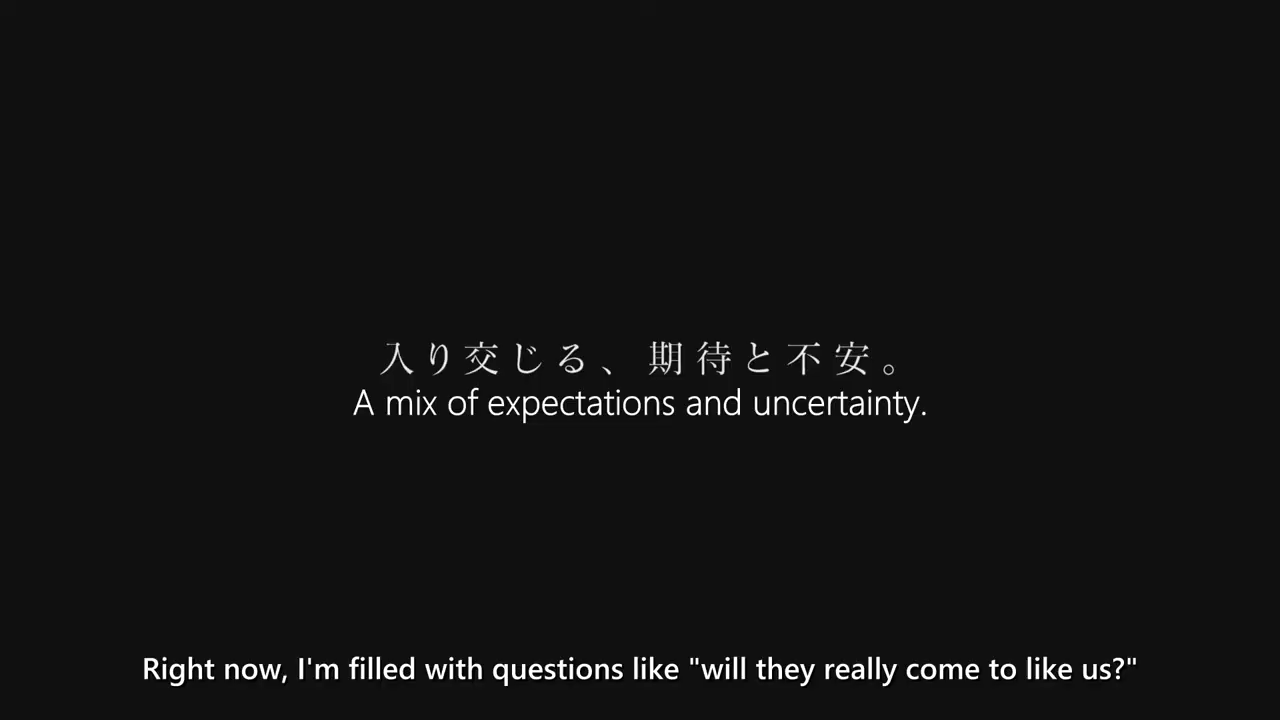 入り交じる、期待と不安。
A mix of expectations and uncertainty.
Right now, I'm filled with questions like "will they really come to like us?"